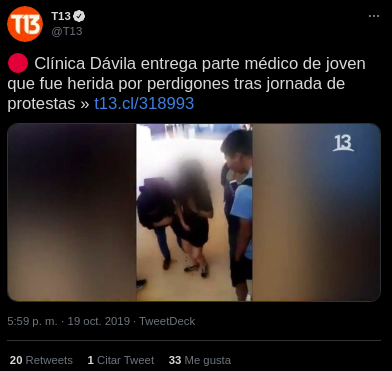 T13
T13
@T13
Clínica Dávila entrega parte médico de joven
que fue herida por perdigones tras jornada de
protestas » t13.cl/318993
13
5:59 p. m. · 19 oct. 2019 · TweetDeck
20 Retweets 1 Citar Tweet 33 Me gusta